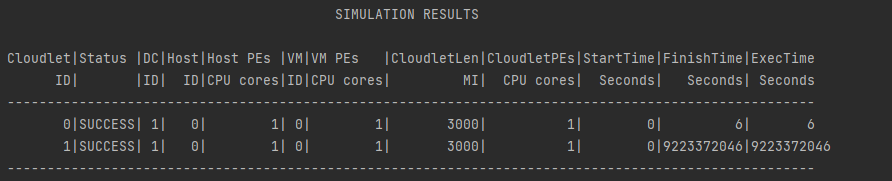 SIMULATION RESULTS
Cloudlet|Status |DC|Host|Host PEs |VM|VM PEs   |CloudletLen|CloudletPEs|StartTime|FinishTime|ExecTime
      ID|       |ID|  ID|CPU cores|ID|CPU cores|         MI|  CPU cores|  Seconds|   Seconds| Seconds
-----------------------------------------------------------------------------------------------------
       0|SUCCESS| 1|   0|        1| 0|        1|       3000|          1|        0|         6|       6
       1|SUCCESS| 1|   0|        1| 0|        1|       3000|          1|        0|9223372046|9223372046
-----------------------------------------------------------------------------------------------------